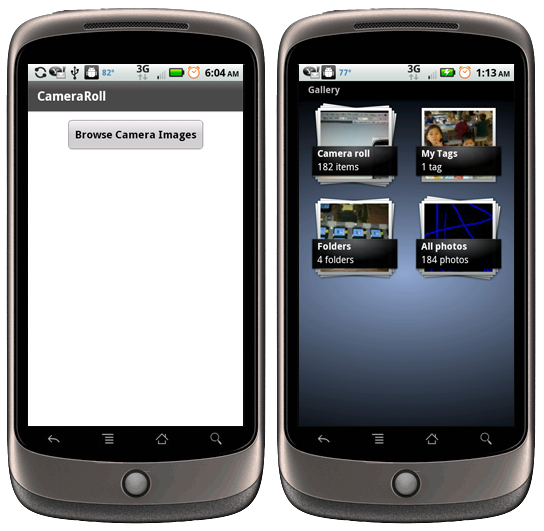 82° 3G 6:04 AM
CameraRoll
Browse Camera Images
77° 3G 1:13 AM
Gallery
Camera roll
182 items
My Tags
1 tag
Folders
4 folders
All photos
184 photos